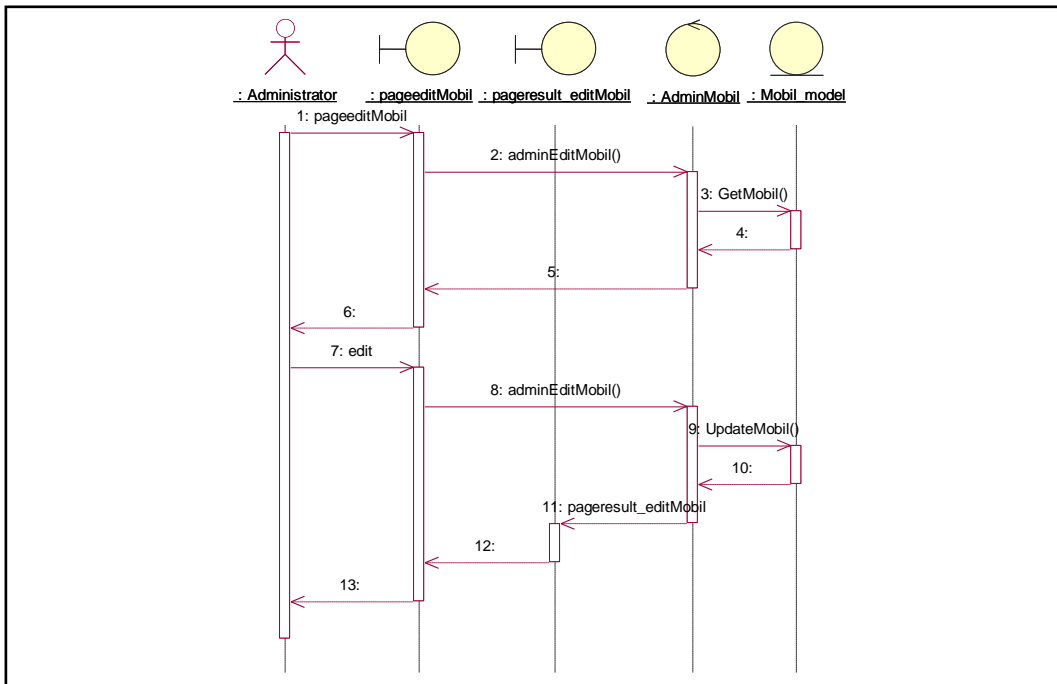 : Administrator
: pageeditMobil
: pageresult_editMobil
: AdminMobil
: Mobil_model
1: pageeditMobil
2: adminEditMobil()
3: GetMobil()
4:
5:
6:
7: edit
8: adminEditMobil()
9: UpdateMobil()
10:
11: pageresult_editMobil
12:
13: